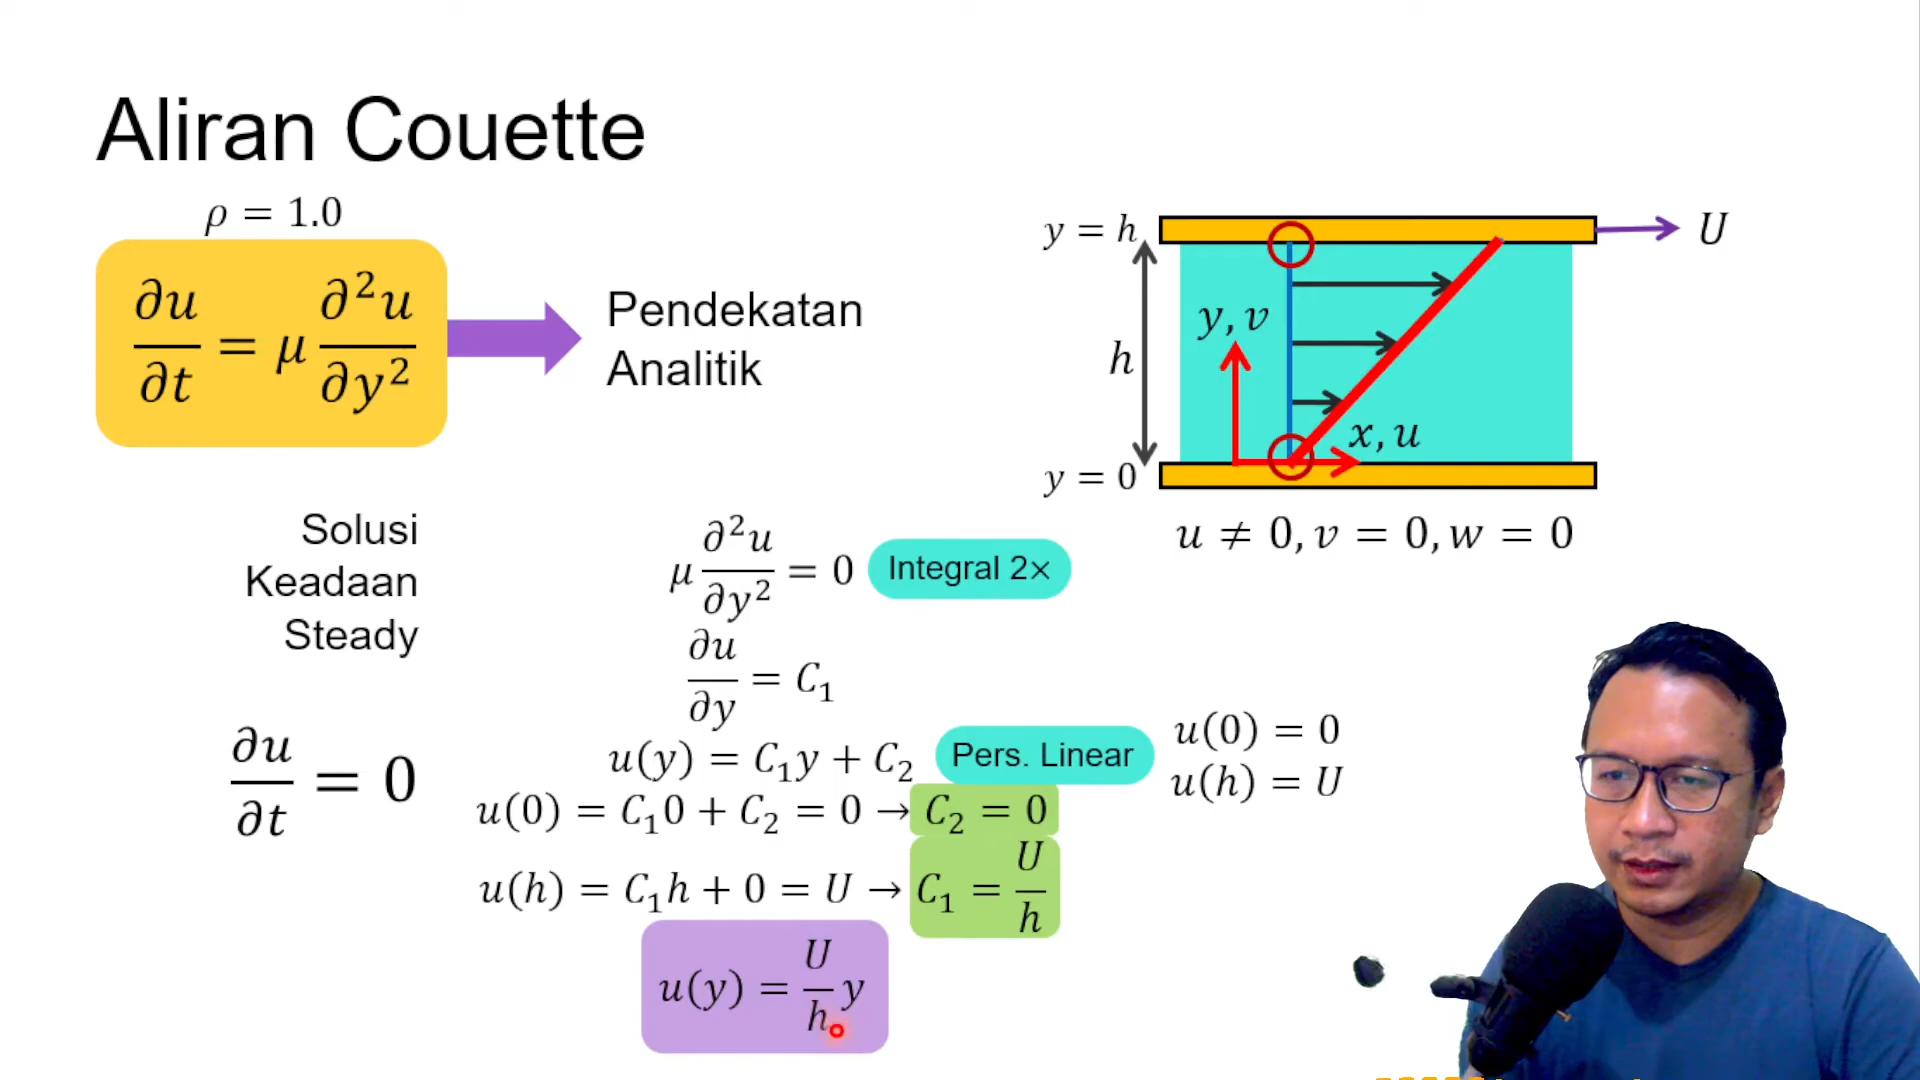 Aliran Couette
ρ = 1.0
∂u/∂t = μ ∂²u/∂y²
Pendekatan
Analitik
y = h
U
y, v
h
x, u
y = 0
u ≠ 0, v = 0, w = 0
Solusi
Keadaan
Steady
∂u/∂t = 0
μ ∂²u/∂y² = 0 Integral 2×
∂u/∂y = C₁
u(y) = C₁y + C₂ Pers. Linear
u(0) = 0
u(h) = U
u(0) = C₁0 + C₂ = 0 → C₂ = 0
u(h) = C₁h + 0 = U → C₁ = U/h
u(y) = U/h y